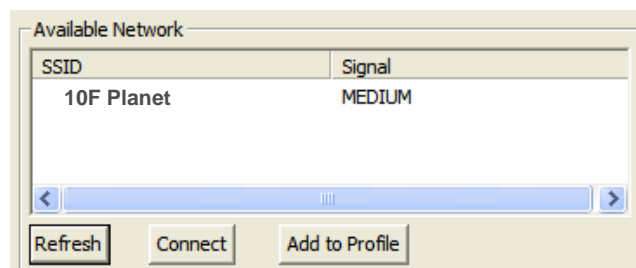 Available Network
SSID Signal
10F Planet MEDIUM
Refresh Connect Add to Profile